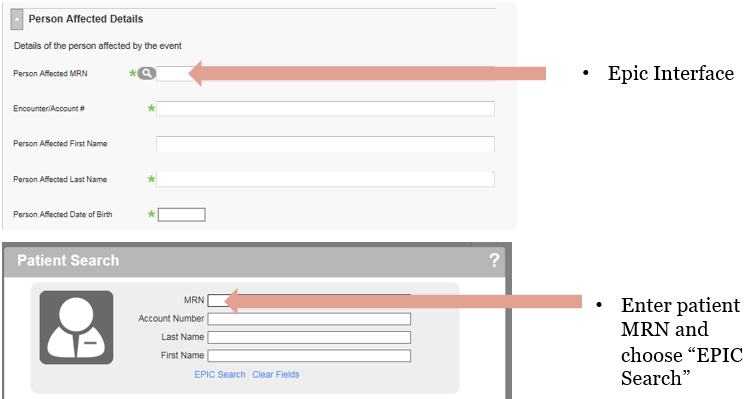 Person Affected Details
Details of the person affected by the event
Person Affected MRN *
Encounter/Account # *
Person Affected First Name
Person Affected Last Name *
Person Affected Date of Birth *
• Epic Interface
Patient Search ?
MRN
Account Number
Last Name
First Name
EPIC Search Clear Fields
• Enter patient
MRN and
choose “EPIC
Search”